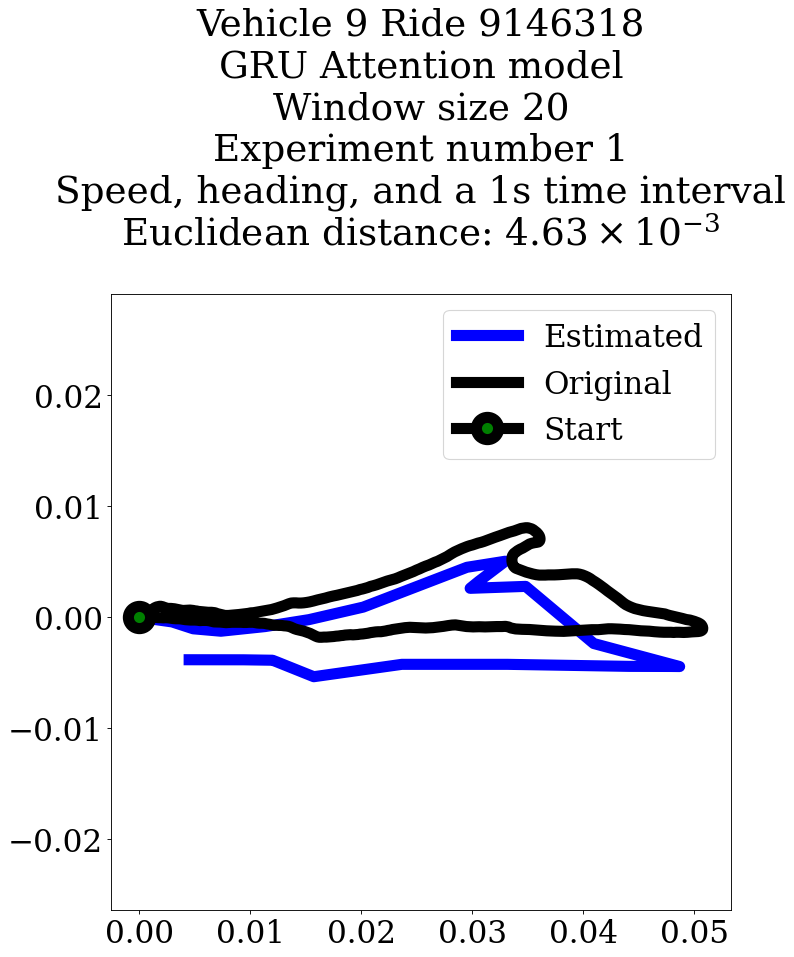 Vehicle 9 Ride 9146318
GRU Attention model
Window size 20
Experiment number 1
Speed, heading, and a 1s time interval
Euclidean distance: 4.63 × 10⁻³
Estimated
Original
Start
0.02
0.01
0.00
−0.01
−0.02
0.00 0.01 0.02 0.03 0.04 0.05